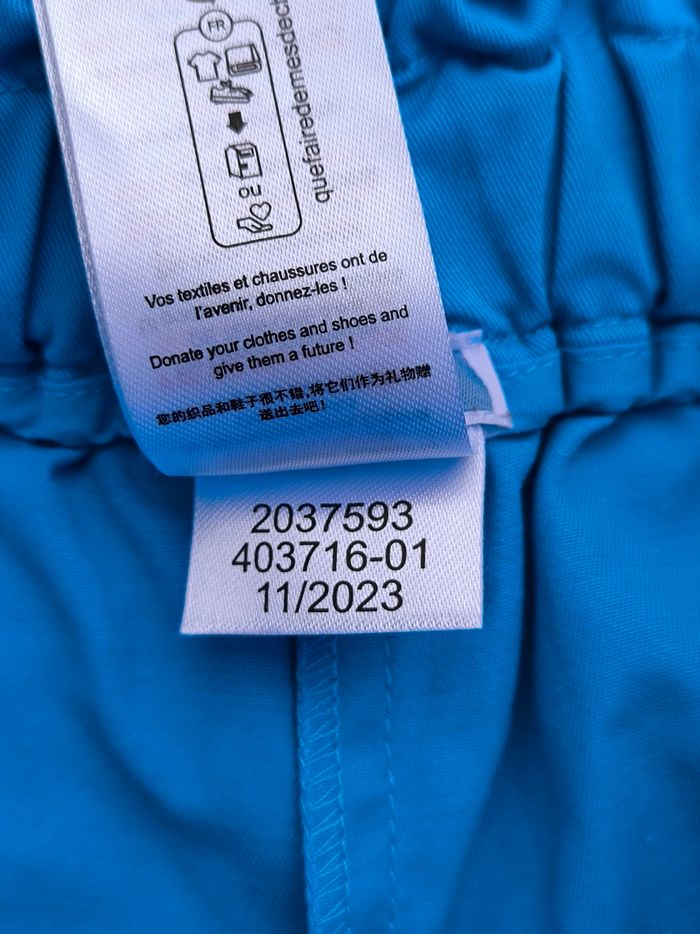 FR
OU
quefairedemesdech
Vos textiles et chaussures ont de
l'avenir, donnez-les !
Donate your clothes and shoes and
give them a future !
您的织品和鞋子很不错,将它们作为礼物赠
送出去吧!
2037593
403716-01
11/2023